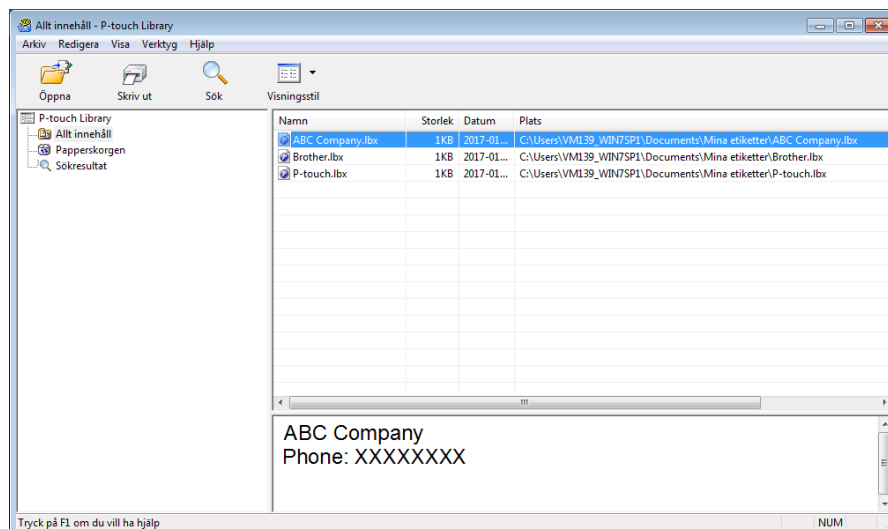 Allt innehåll - P-touch Library
Arkiv Redigera Visa Verktyg Hjälp
Öppna Skriv ut Sök Visningsstil
P-touch Library
Allt innehåll
Papperskorgen
Sökresultat
Namn Storlek Datum Plats
ABC Company.lbx 1KB 2017-01... C:\Users\VM139_WIN7SP1\Documents\Mina etiketter\ABC Company.lbx
Brother.lbx 1KB 2017-01... C:\Users\VM139_WIN7SP1\Documents\Mina etiketter\Brother.lbx
P-touch.lbx 1KB 2017-01... C:\Users\VM139_WIN7SP1\Documents\Mina etiketter\P-touch.lbx
ABC Company
Phone: XXXXXXXX
Tryck på F1 om du vill ha hjälp NUM